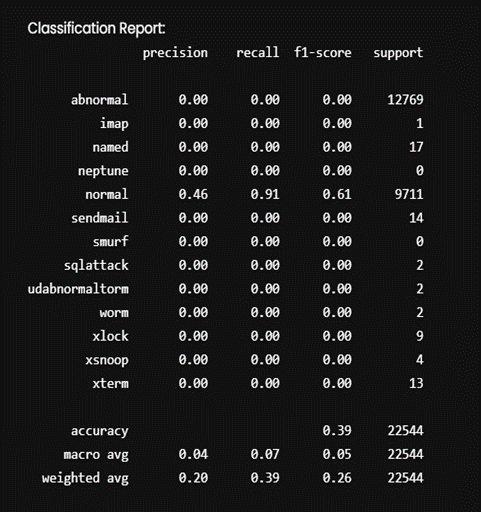 Classification Report:
precision recall f1-score support
abnormal 0.00 0.00 0.00 12769
imap 0.00 0.00 0.00 1
named 0.00 0.00 0.00 17
neptune 0.00 0.00 0.00 0
normal 0.46 0.91 0.61 9711
sendmail 0.00 0.00 0.00 14
smurf 0.00 0.00 0.00 0
sqlattack 0.00 0.00 0.00 2
udabnormaltorm 0.00 0.00 0.00 2
worm 0.00 0.00 0.00 2
xlock 0.00 0.00 0.00 9
xsnoop 0.00 0.00 0.00 4
xterm 0.00 0.00 0.00 13
accuracy 0.39 22544
macro avg 0.04 0.07 0.05 22544
weighted avg 0.20 0.39 0.26 22544